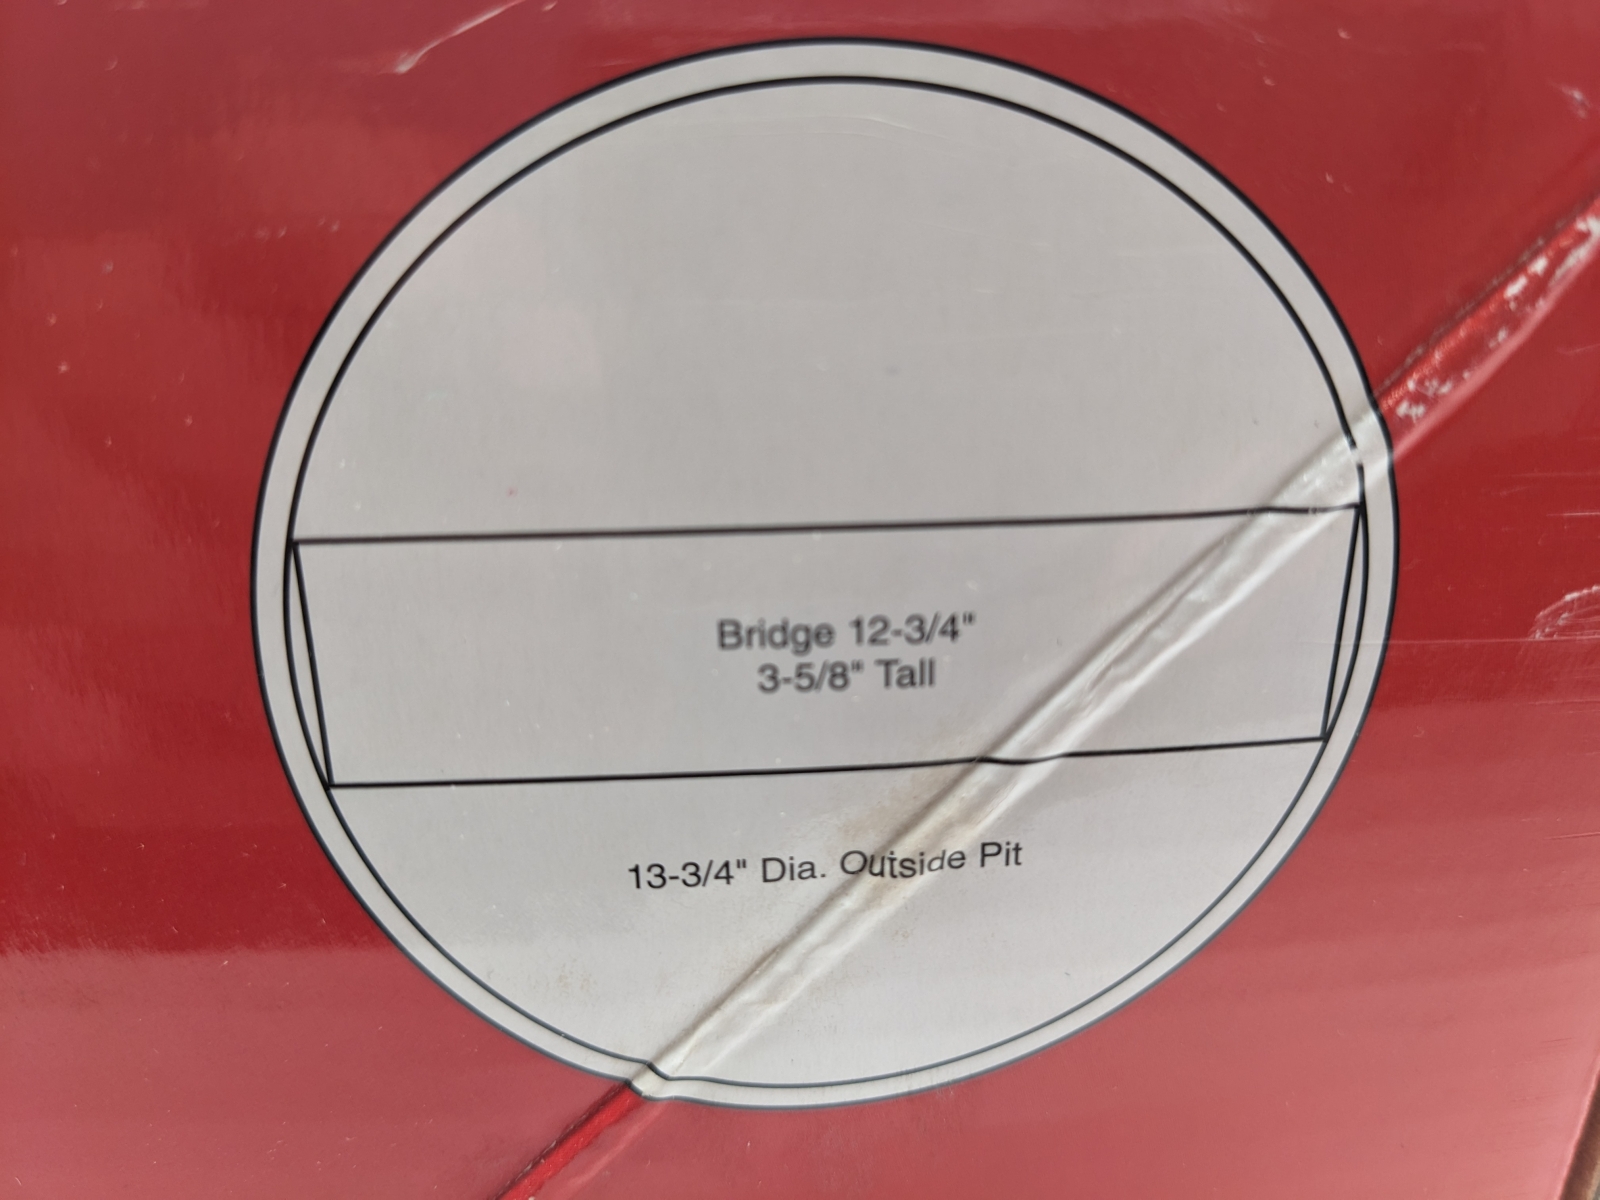 Bridge 12-3/4"
3-5/8" Tall
13-3/4" Dia. Outside Pit